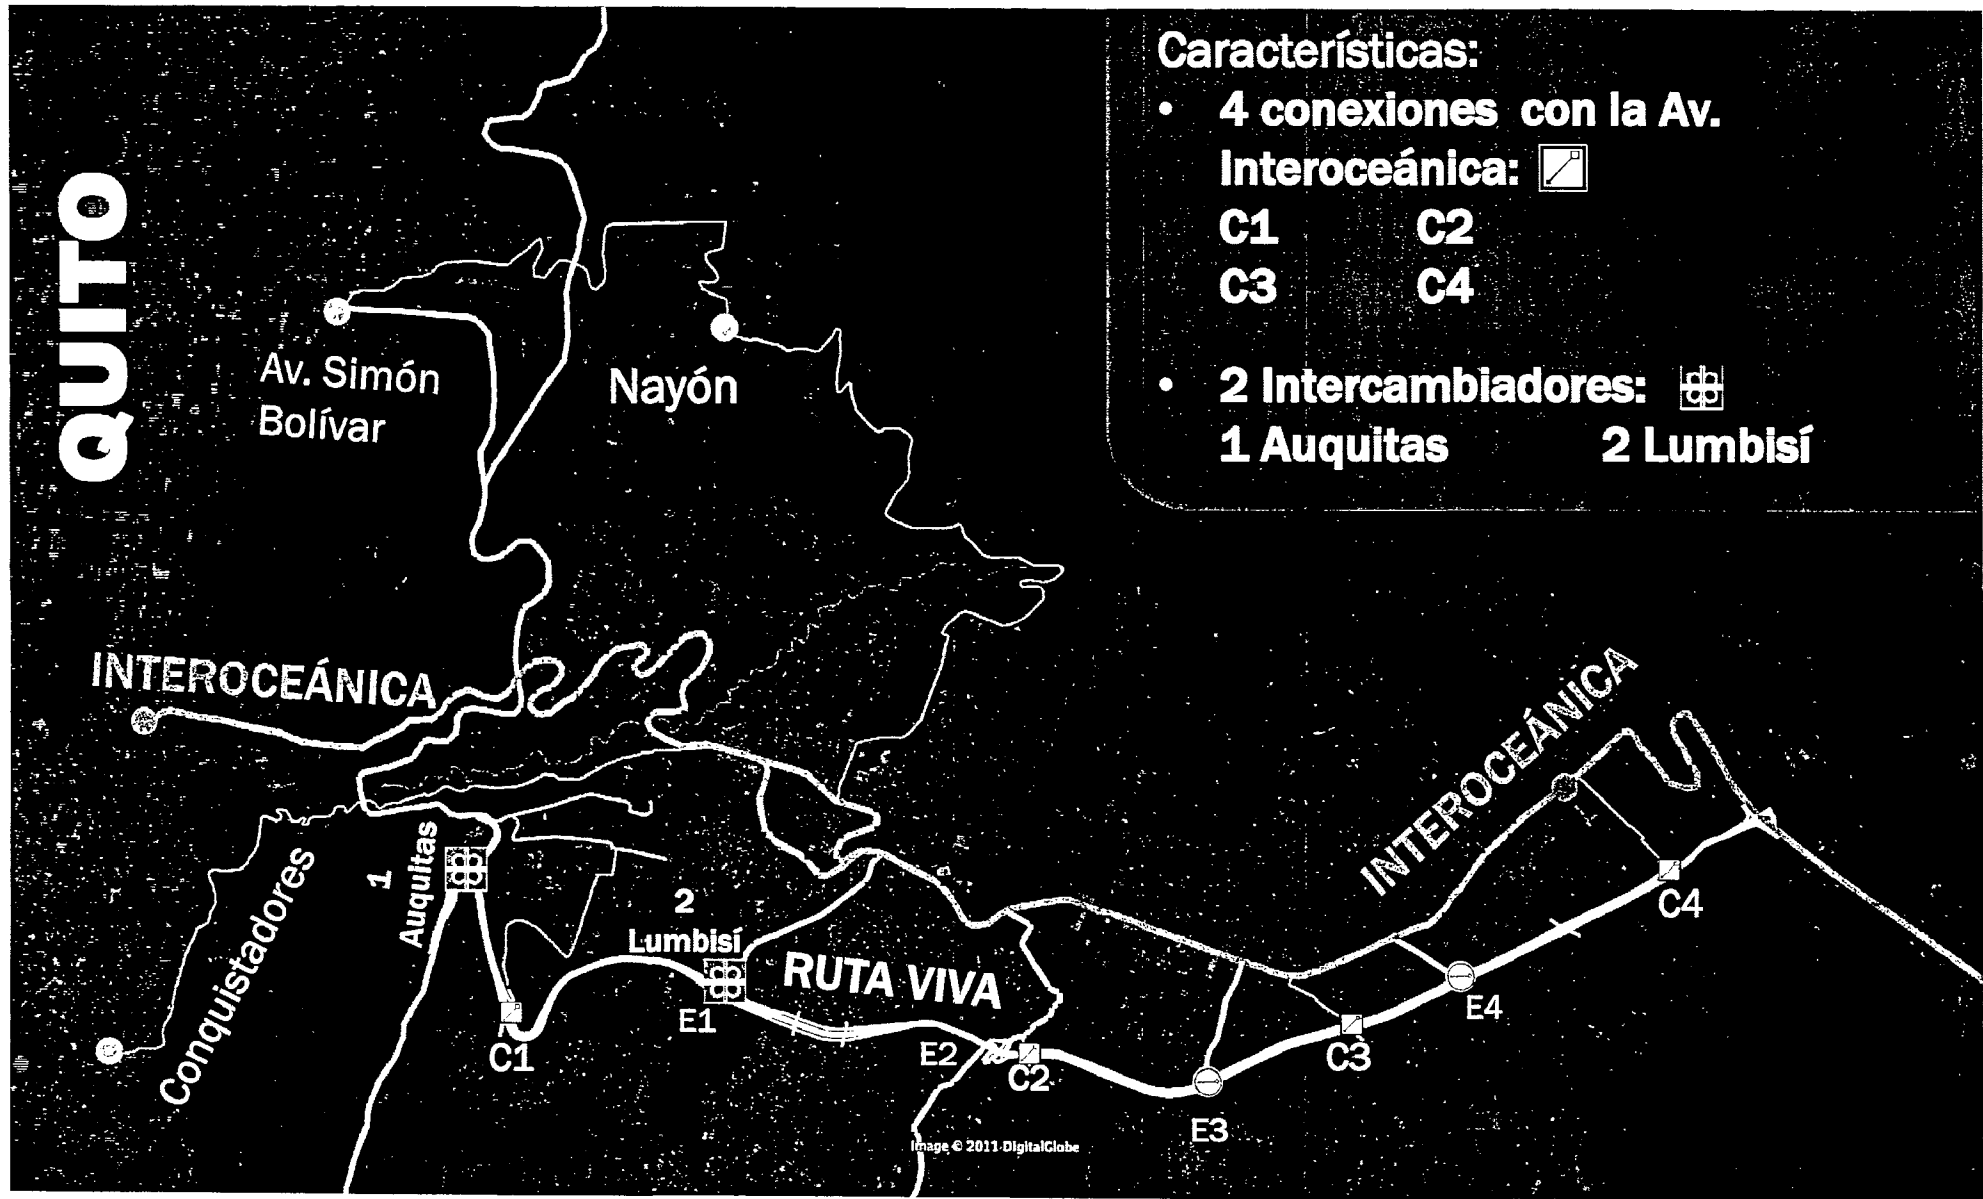 Características:
• 4 conexiones con la Av.
Interoceánica:
C1 C2
C3 C4
• 2 Intercambiadores:
1 Auquitas 2 Lumbisí
QUITO
Av. Simón
Bolívar
Nayón
INTEROCEÁNICA
INTEROCEÁNICA
Conquistadores
1
Auquitas
2
Lumbisí
RUTA VIVA
E1
C1
E2
C2
E3
C3
E4
C4
Image © 2011 DigitalGlobe